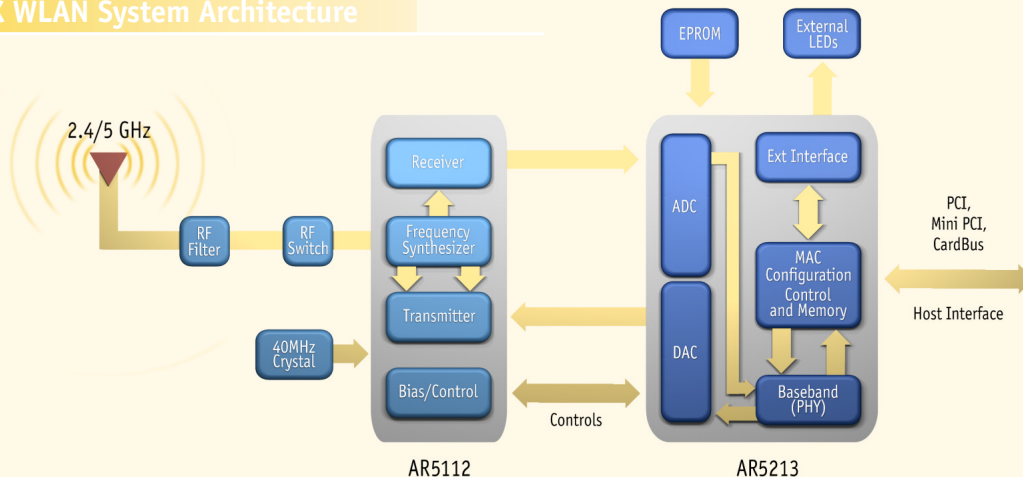 WLAN System Architecture
EPROM
External
LEDs
2.4/5 GHz
Receiver
Ext Interface
ADC
PCI,
Mini PCI,
CardBus
RF
Filter
RF
Switch
Frequency
Synthesizer
MAC
Configuration
Control
and Memory
Host Interface
Transmitter
40MHz
Crystal
DAC
Bias/Control
Controls
Baseband
(PHY)
AR5112
AR5213